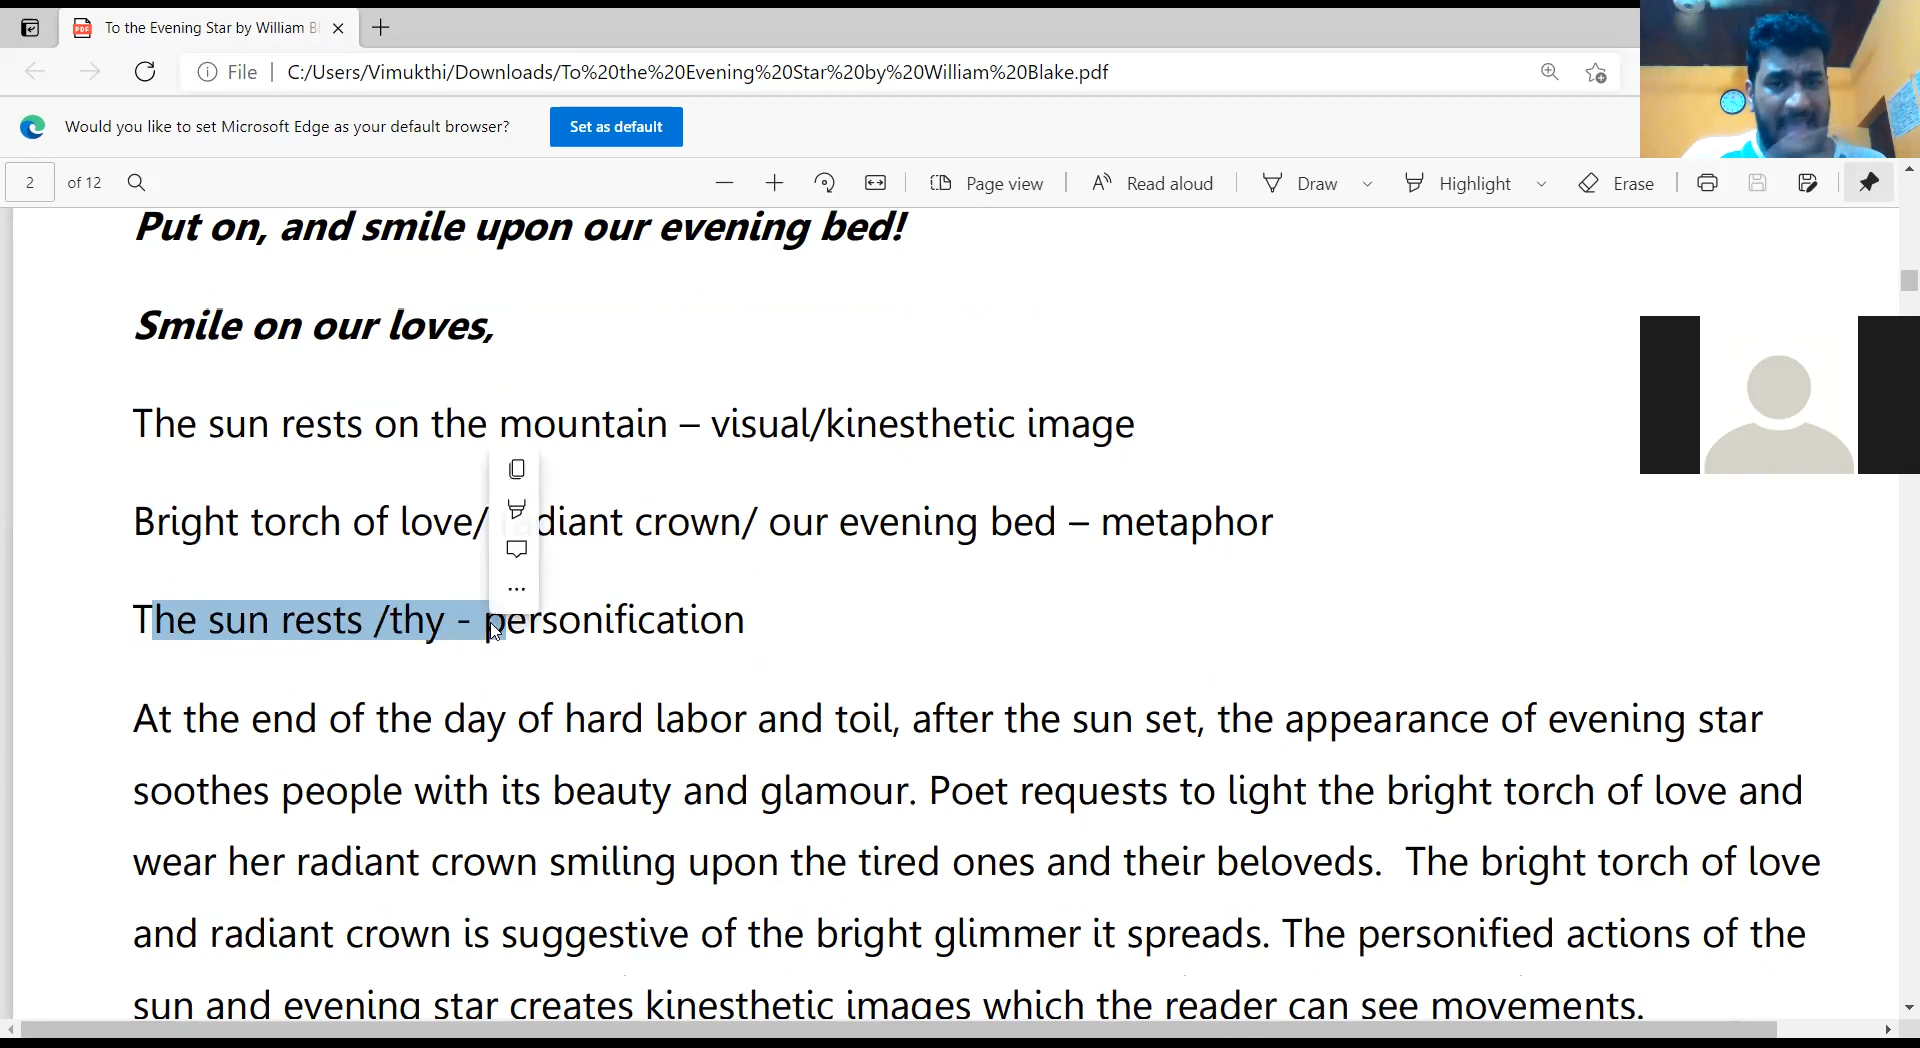 To the Evening Star by William Bl
File
C:/Users/Vimukthi/Downloads/To%20the%20Evening%20Star%20by%20William%20Blake.pdf
Would you like to set Microsoft Edge as your default browser?
Set as default
2 of 12
Page view
Read aloud
Draw
Highlight
Erase
Put on, and smile upon our evening bed!
Smile on our loves,
The sun rests on the mountain – visual/kinesthetic image
Bright torch of love/ radiant crown/ our evening bed – metaphor
The sun rests /thy - personification
At the end of the day of hard labor and toil, after the sun set, the appearance of evening star
soothes people with its beauty and glamour. Poet requests to light the bright torch of love and
wear her radiant crown smiling upon the tired ones and their beloveds. The bright torch of love
and radiant crown is suggestive of the bright glimmer it spreads. The personified actions of the
sun and evening star creates kinesthetic images which the reader can see movements.